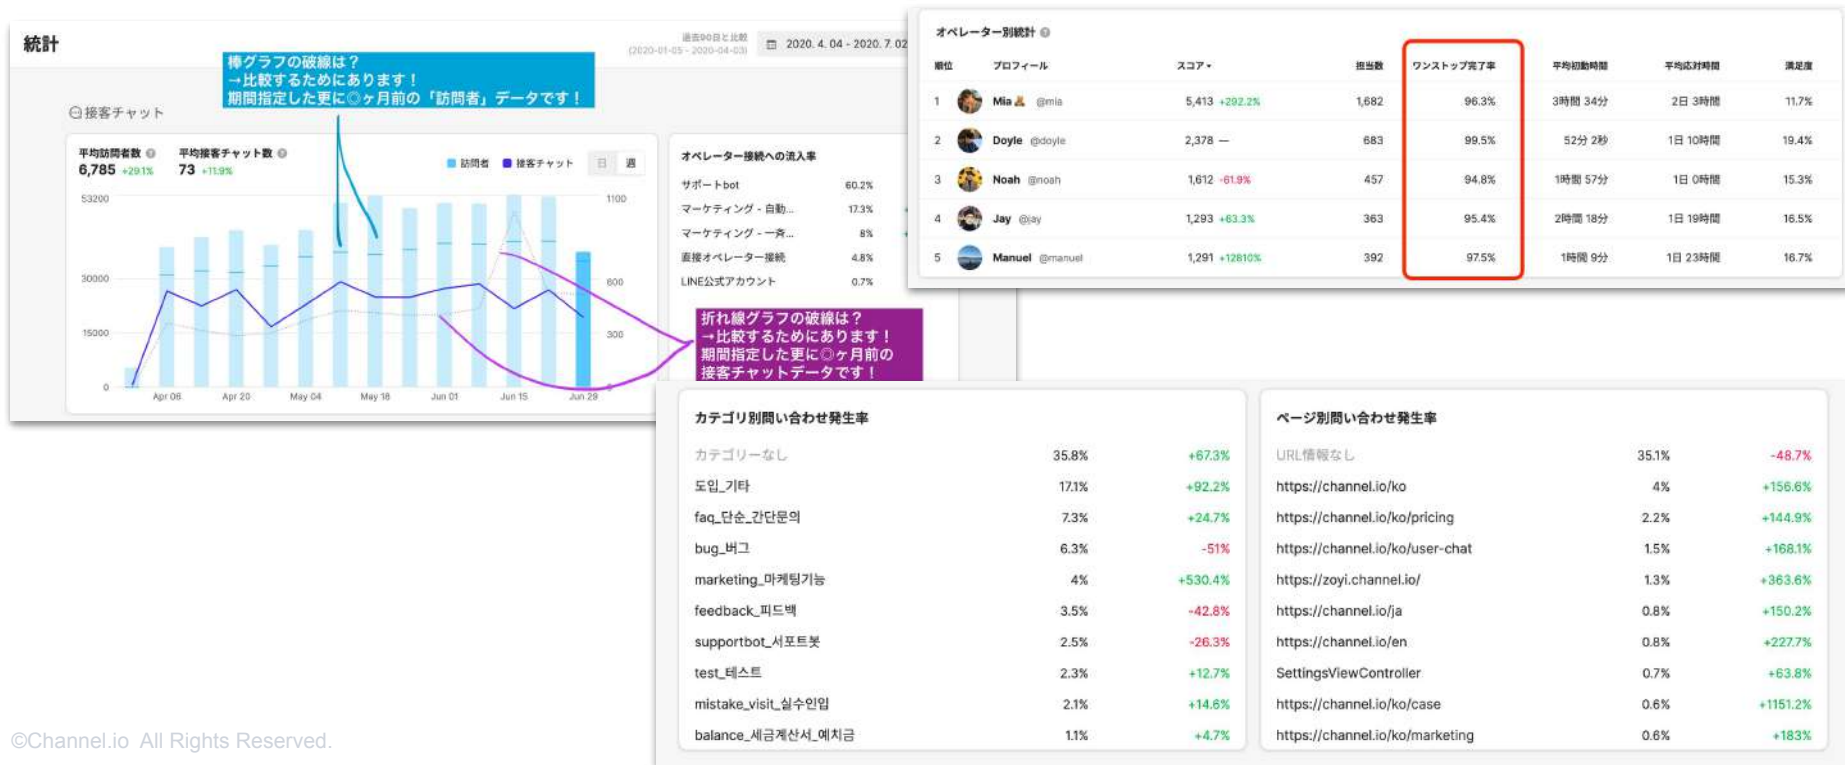 統計
過去90日と比較
(2020-01-05 - 2020-04-03)
2020. 4. 04 - 2020. 7. 02
棒グラフの破線は？
→比較するためにあります！
期間指定した更に◎ヶ月前の「訪問者」データです！
接客チャット
平均訪問者数 平均接客チャット数
6,785 +29.1% 73 +11.9%
訪問者 接客チャット 日 週
53200 1100
30000 600
15000 300
0
Apr 06 Apr 20 May 04 May 18 Jun 01 Jun 15 Jun 29
オペレーター接続への流入率
サポートbot 60.2%
マーケティング - 自動... 17.3%
マーケティング - 一斉... 8%
直接オペレーター接続 4.8%
LINE公式アカウント 0.7%
折れ線グラフの破線は？
→比較するためにあります！
期間指定した更に◎ヶ月前の
接客チャットデータです！
オペレーター別統計
順位 プロフィール スコア 担当数 ワンストップ完了率 平均初動時間 平均応対時間 満足度
1 Mia @mia 5,413 +292.2% 1,682 96.3% 3時間 34分 2日 3時間 11.7%
2 Doyle @doyle 2,378 — 683 99.5% 52分 2秒 1日 10時間 19.4%
3 Noah @noah 1,612 -61.9% 457 94.8% 1時間 57分 1日 0時間 15.3%
4 Jay @jay 1,293 +63.3% 363 95.4% 2時間 18分 1日 19時間 16.5%
5 Manuel @manuel 1,291 +12810% 392 97.5% 1時間 9分 1日 23時間 16.7%
カテゴリ別問い合わせ発生率
カテゴリーなし 35.8% +67.3%
도입_기타 17.1% +92.2%
faq_단순_간단문의 7.3% +24.7%
bug_버그 6.3% -51%
marketing_마케팅기능 4% +530.4%
feedback_피드백 3.5% -42.8%
supportbot_서포트봇 2.5% -26.3%
test_테스트 2.3% +12.7%
mistake_visit_실수인입 2.1% +14.6%
balance_세금계산서_예치금 1.1% +4.7%
ページ別問い合わせ発生率
URL情報なし 35.1% -48.7%
https://channel.io/ko 4% +156.6%
https://channel.io/ko/pricing 2.2% +144.9%
https://channel.io/ko/user-chat 1.5% +168.1%
https://zoyi.channel.io/ 1.3% +363.6%
https://channel.io/ja 0.8% +150.2%
https://channel.io/en 0.8% +227.7%
SettingsViewController 0.7% +63.8%
https://channel.io/ko/case 0.6% +1151.2%
https://channel.io/ko/marketing 0.6% +183%
©Channel.io All Rights Reserved.